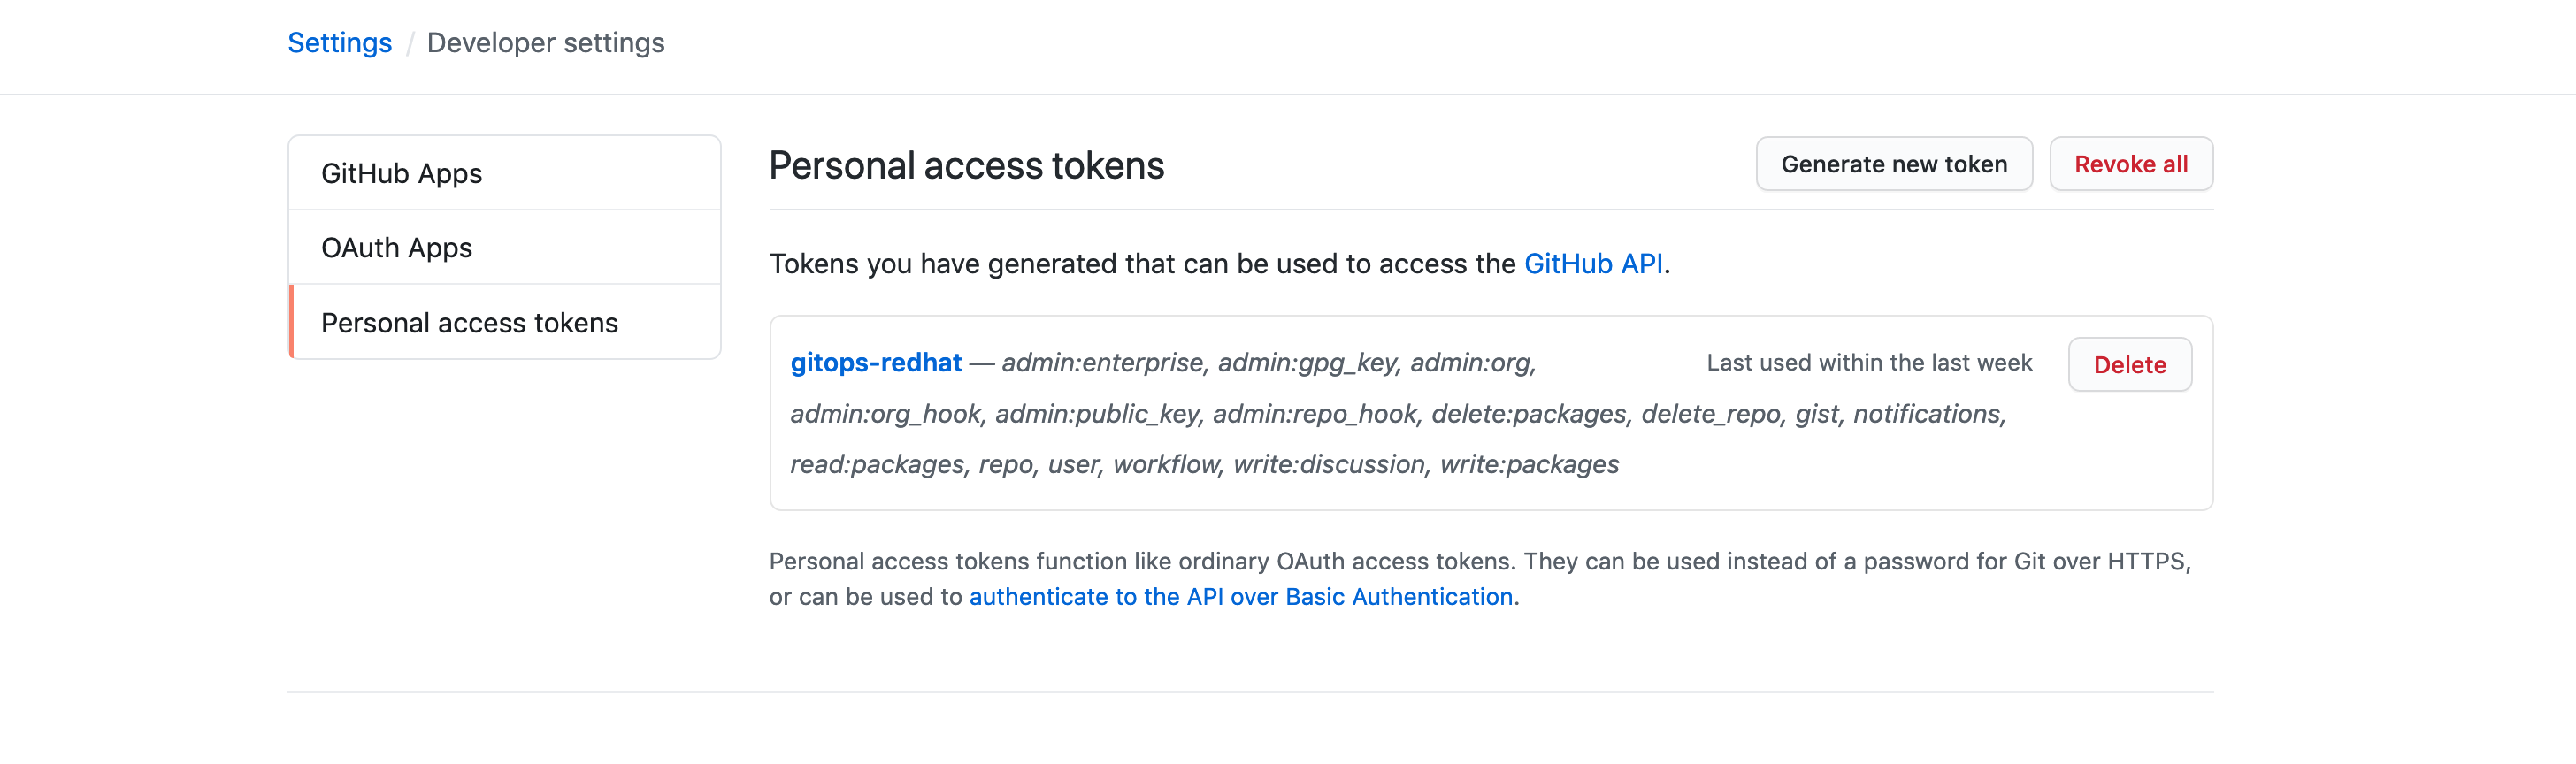 Settings / Developer settings
GitHub Apps
OAuth Apps
Personal access tokens
Personal access tokens
Generate new token
Revoke all
Tokens you have generated that can be used to access the GitHub API.
gitops-redhat — admin:enterprise, admin:gpg_key, admin:org,
Last used within the last week
Delete
admin:org_hook, admin:public_key, admin:repo_hook, delete:packages, delete_repo, gist, notifications,
read:packages, repo, user, workflow, write:discussion, write:packages
Personal access tokens function like ordinary OAuth access tokens. They can be used instead of a password for Git over HTTPS,
or can be used to authenticate to the API over Basic Authentication.